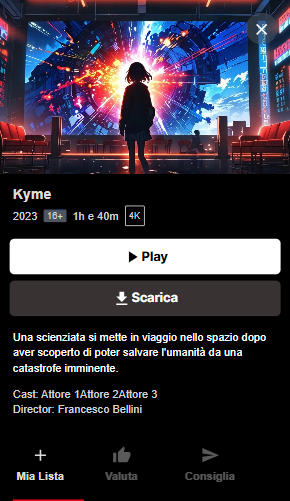 Kyme
2023 16+ 1h e 40m 4K
Play
Scarica
Una scienziata si mette in viaggio nello spazio dopo
aver scoperto di poter salvare l'umanità da una
catastrofe imminente.
Cast: Attore 1Attore 2Attore 3
Director: Francesco Bellini
Mia Lista Valuta Consiglia